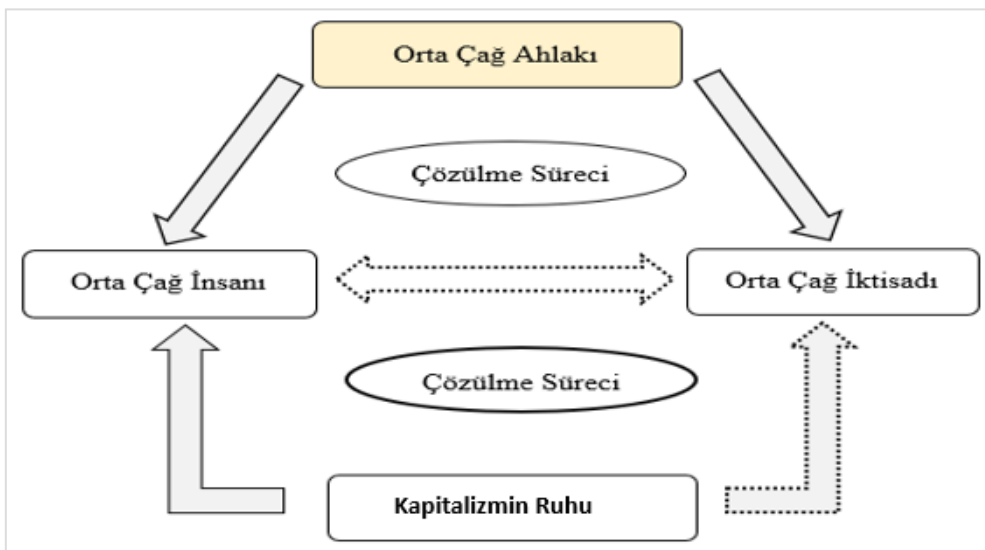 Orta Çağ Ahlakı
Çözülme Süreci
Orta Çağ İnsanı
Orta Çağ İktisadı
Çözülme Süreci
Kapitalizmin Ruhu